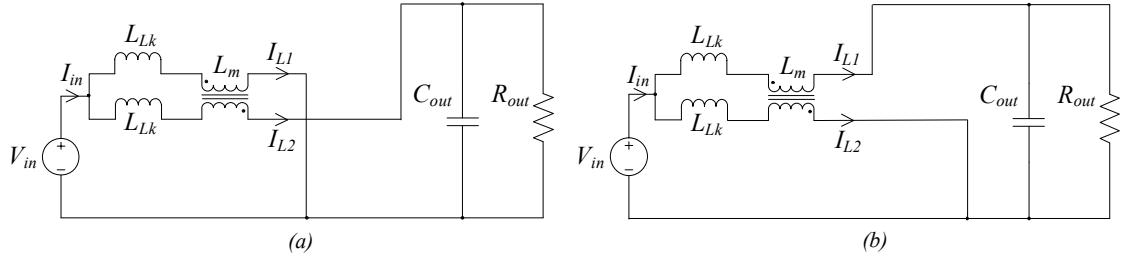 L_Lk
I_in
L_m
I_L1
L_Lk
I_L2
V_in
C_out
R_out
(a)
L_Lk
I_in
L_m
I_L1
L_Lk
I_L2
V_in
C_out
R_out
(b)